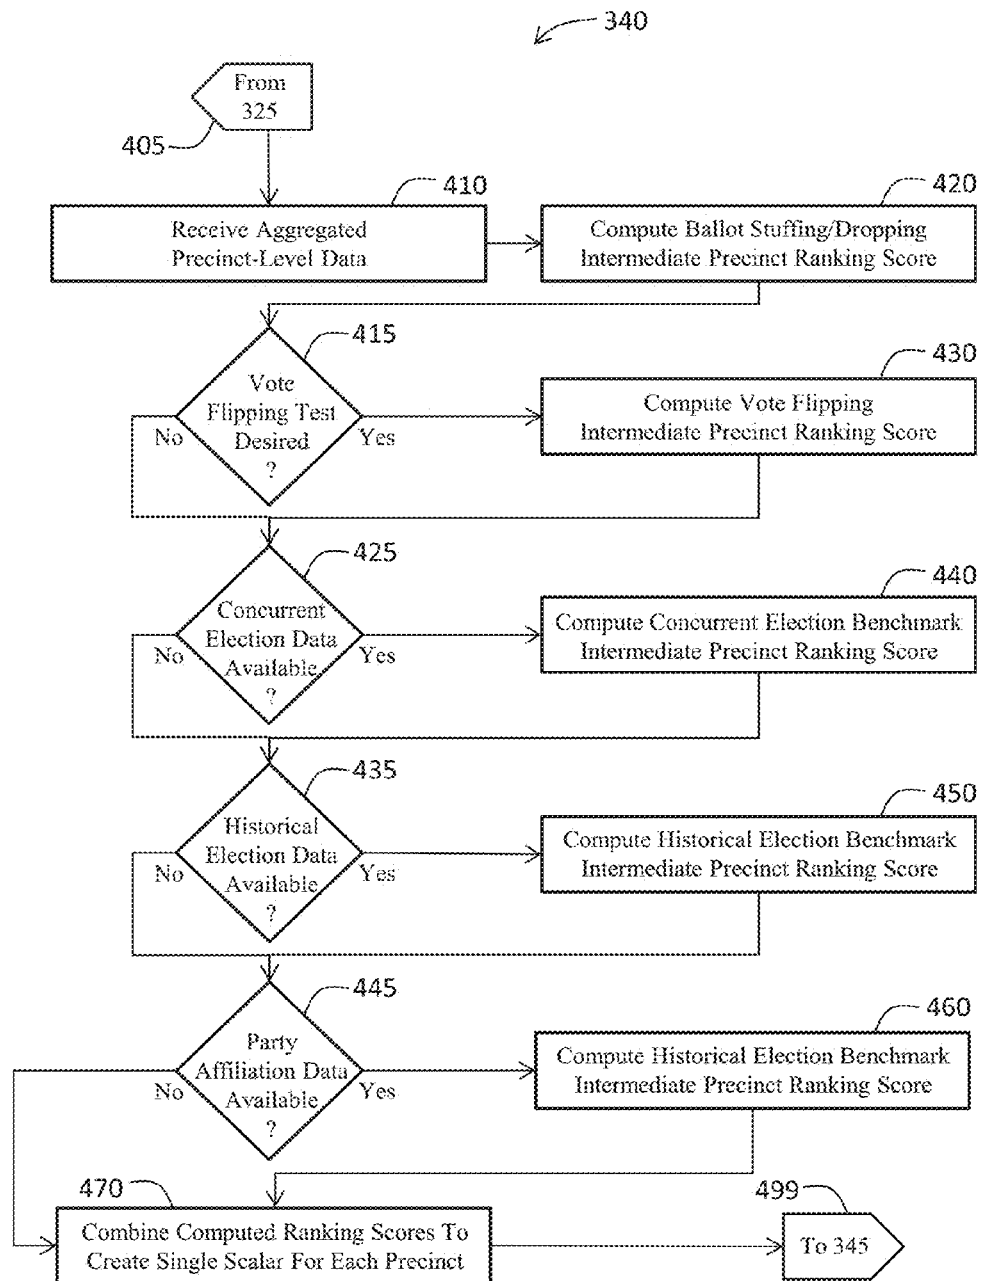 340
From
325
405
410
Receive Aggregated
Precinct-Level Data
420
Compute Ballot Stuffing/Dropping
Intermediate Precinct Ranking Score
415
Vote
Flipping Test
Desired
?
No
Yes
430
Compute Vote Flipping
Intermediate Precinct Ranking Score
425
Concurrent
Election Data
Available
?
No
Yes
440
Compute Concurrent Election Benchmark
Intermediate Precinct Ranking Score
435
Historical
Election Data
Available
?
No
Yes
450
Compute Historical Election Benchmark
Intermediate Precinct Ranking Score
445
Party
Affiliation Data
Available
?
No
Yes
460
Compute Historical Election Benchmark
Intermediate Precinct Ranking Score
470
Combine Computed Ranking Scores To
Create Single Scalar For Each Precinct
499
To 345